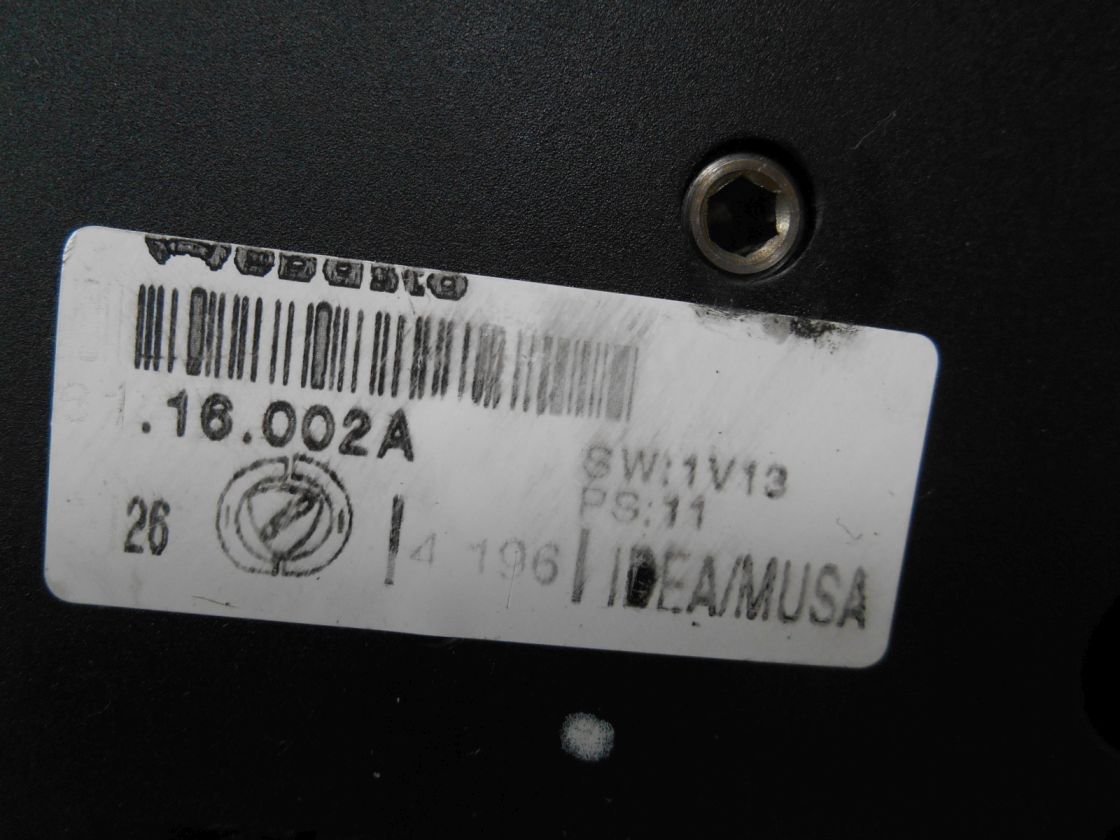 .16.002A
SW:1V13
PS:11
26
4 196
IDEA/MUSA